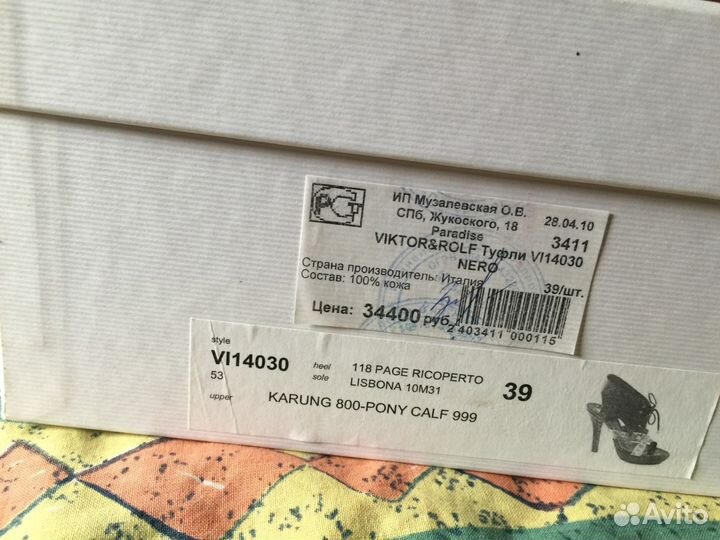 РСТ
ИП Музалевская О.В.
СПб, Жукоского, 18
28.04.10
Paradise
3411
VIKTOR&ROLF Туфли VI14030
NERO
Страна производитель: Италия
39/шт.
Состав: 100% кожа
Цена: 34400 руб
2 403411 000115
style
VI14030
heel
118 PAGE RICOPERTO
39
53
sole
LISBONA 10M31
upper
KARUNG 800-PONY CALF 999
Avito